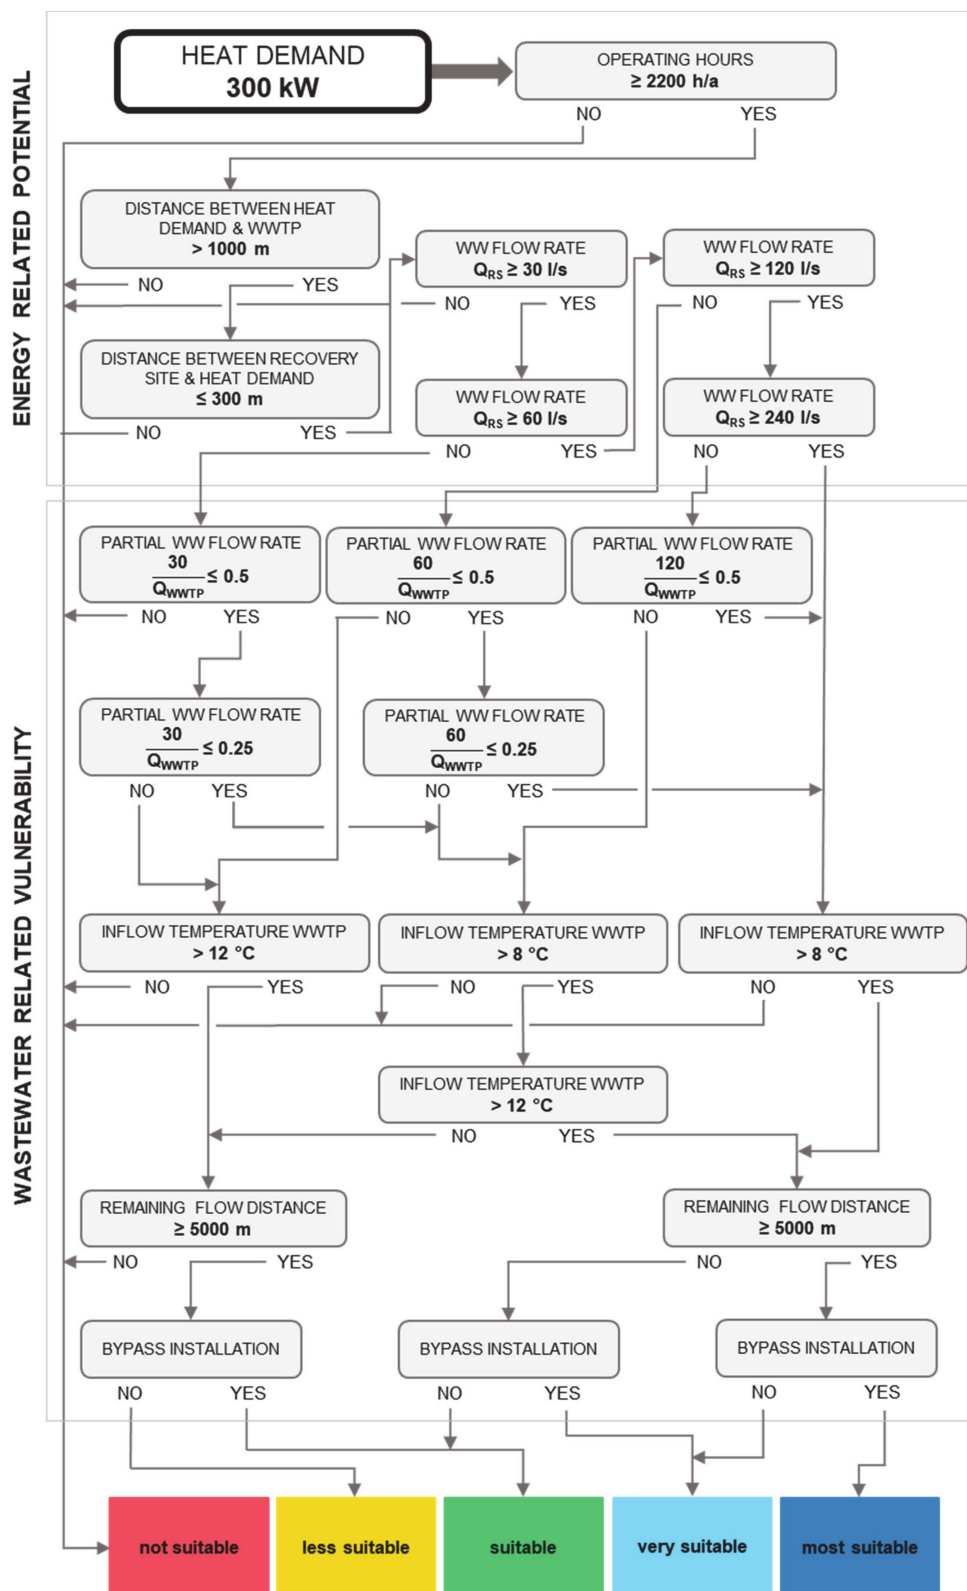 ENERGY RELATED POTENTIAL
HEAT DEMAND
300 kW
OPERATING HOURS
≥ 2200 h/a
NO
YES
DISTANCE BETWEEN HEAT
DEMAND & WWTP
> 1000 m
NO
YES
WW FLOW RATE
QRS ≥ 30 l/s
NO
YES
WW FLOW RATE
QRS ≥ 120 l/s
NO
YES
DISTANCE BETWEEN RECOVERY
SITE & HEAT DEMAND
≤ 300 m
NO
YES
WW FLOW RATE
QRS ≥ 60 l/s
NO
YES
WW FLOW RATE
QRS ≥ 240 l/s
NO
YES
WASTEWATER RELATED VULNERABILITY
PARTIAL WW FLOW RATE
30
QWWTP ≤ 0.5
NO
YES
PARTIAL WW FLOW RATE
60
QWWTP ≤ 0.5
NO
YES
PARTIAL WW FLOW RATE
120
QWWTP ≤ 0.5
NO
YES
PARTIAL WW FLOW RATE
30
QWWTP ≤ 0.25
NO
YES
PARTIAL WW FLOW RATE
60
QWWTP ≤ 0.25
NO
YES
INFLOW TEMPERATURE WWTP
> 12 °C
NO
YES
INFLOW TEMPERATURE WWTP
> 8 °C
NO
YES
INFLOW TEMPERATURE WWTP
> 8 °C
NO
YES
INFLOW TEMPERATURE WWTP
> 12 °C
NO
YES
REMAINING FLOW DISTANCE
≥ 5000 m
NO
YES
REMAINING FLOW DISTANCE
≥ 5000 m
NO
YES
BYPASS INSTALLATION
NO
YES
BYPASS INSTALLATION
NO
YES
BYPASS INSTALLATION
NO
YES
not suitable
less suitable
suitable
very suitable
most suitable